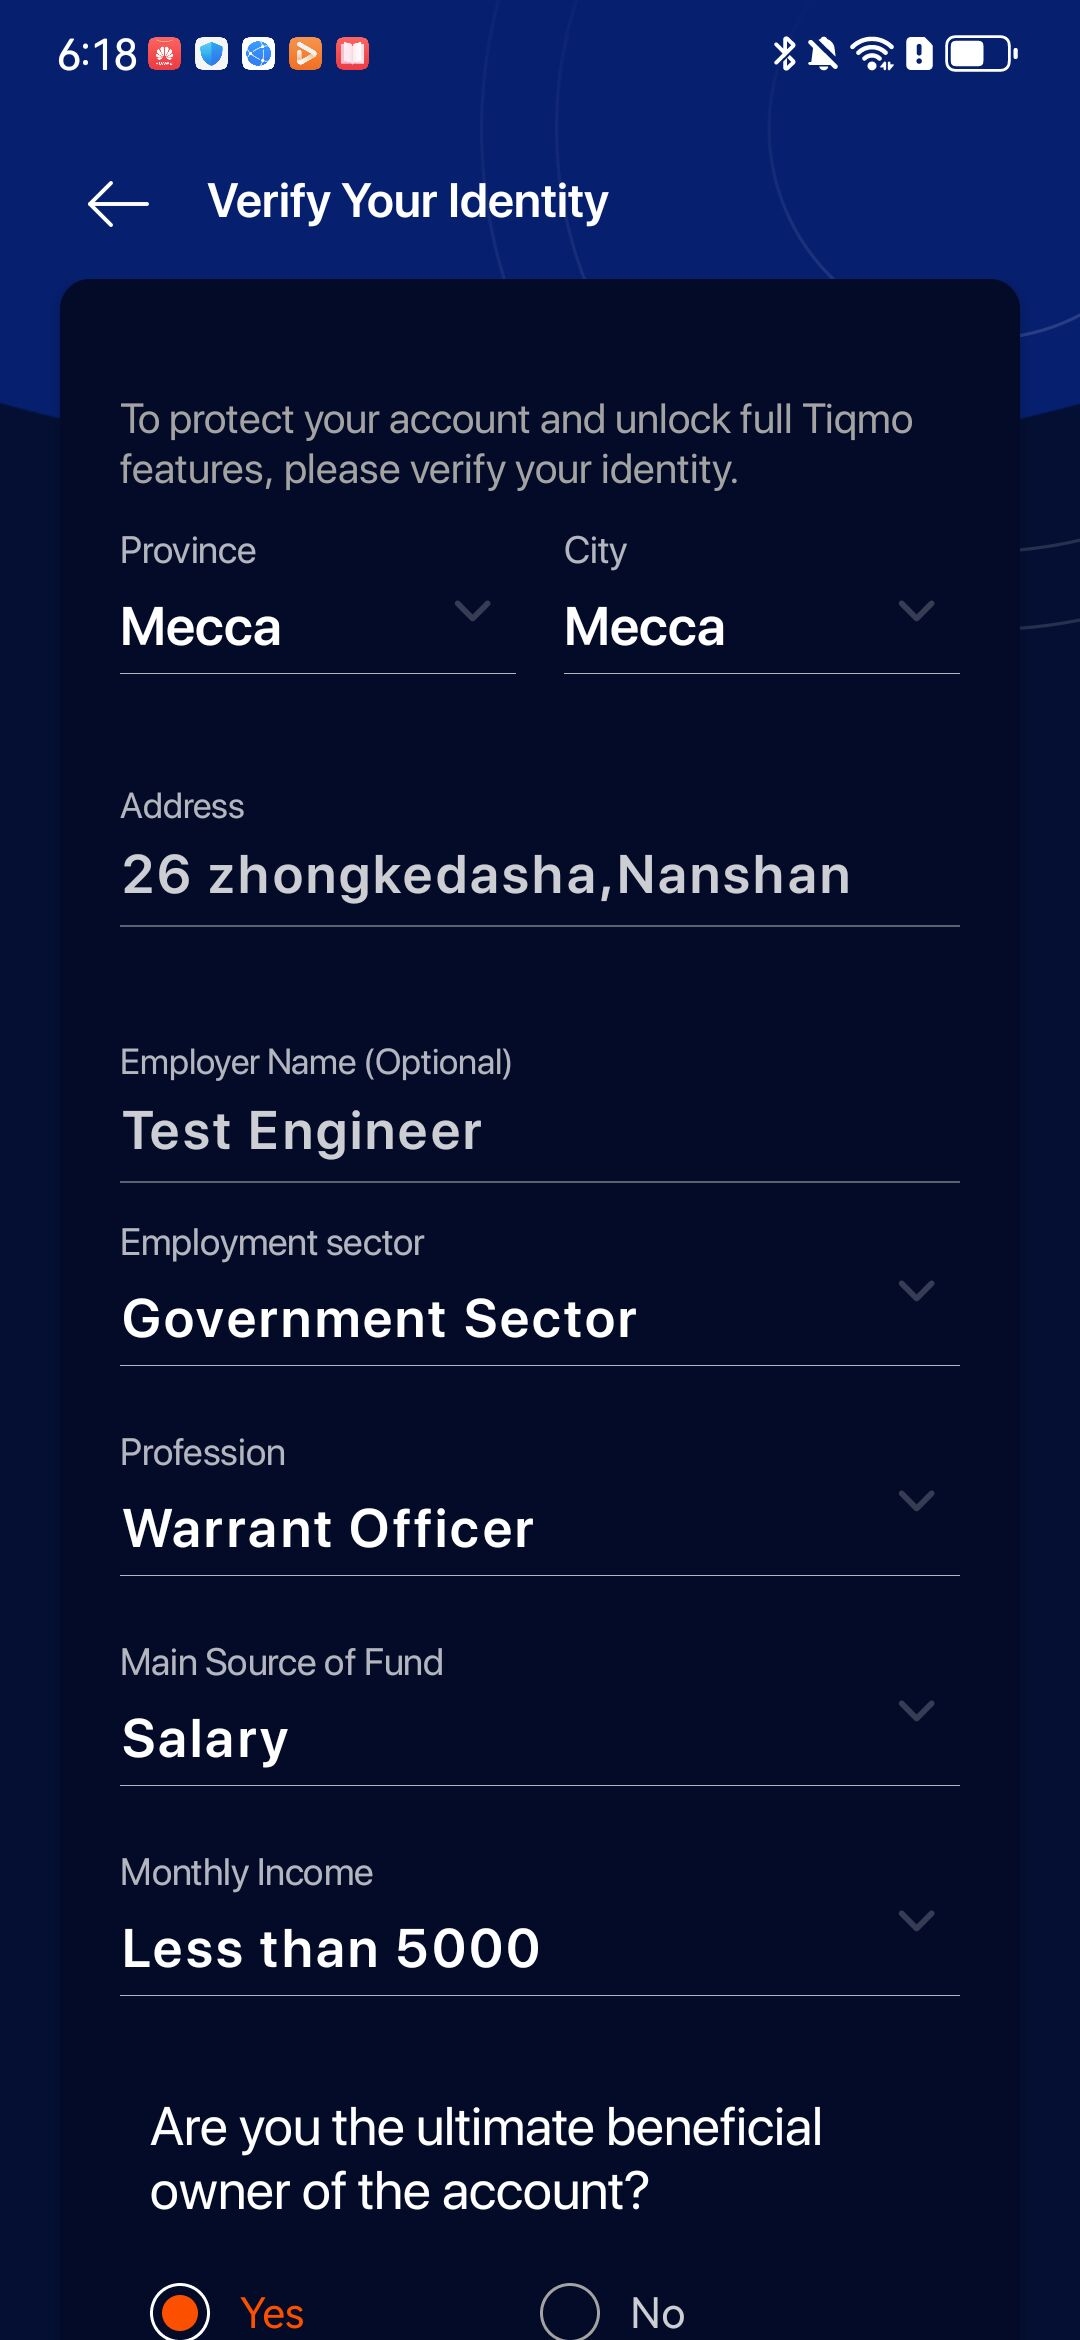 6:18
Verify Your Identity
To protect your account and unlock full Tiqmo
features, please verify your identity.
Province
City
Mecca
Mecca
Address
26 zhongkedasha,Nanshan
Employer Name (Optional)
Test Engineer
Employment sector
Government Sector
Profession
Warrant Officer
Main Source of Fund
Salary
Monthly Income
Less than 5000
Are you the ultimate beneficial
owner of the account?
Yes
No